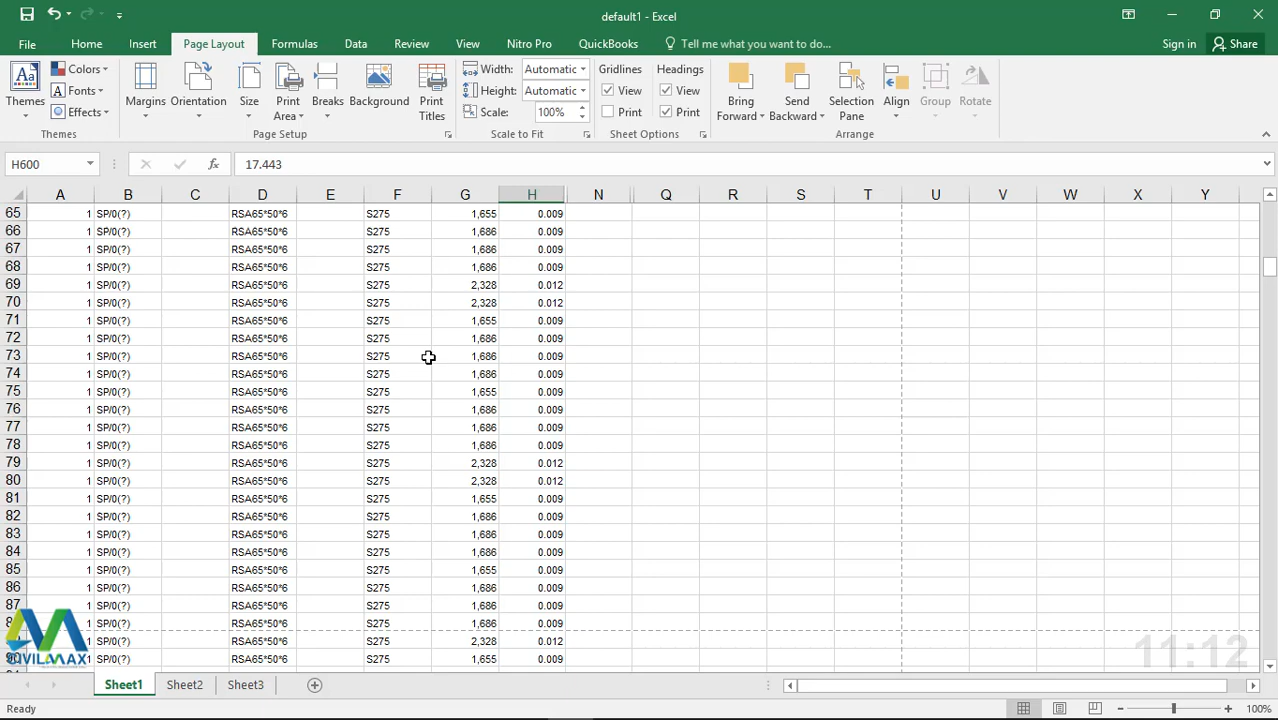 default1 - Excel
File Home Insert Page Layout Formulas Data Review View Nitro Pro QuickBooks Tell me what you want to do... Sign in Share
Colors Width: Automatic Gridlines Headings
Fonts Height: Automatic View View
Effects Scale: 100% Print Print
Themes Margins Orientation Size Print Area Breaks Background Print Titles Bring Forward Send Backward Selection Pane Align Group Rotate
Themes Page Setup Scale to Fit Sheet Options Arrange
H600 fx 17.443
A B C D E F G H N Q R S T U V W X Y
65 1 SP/0(?) RSA65*50*6 S275 1,655 0.009
66 1 SP/0(?) RSA65*50*6 S275 1,686 0.009
67 1 SP/0(?) RSA65*50*6 S275 1,686 0.009
68 1 SP/0(?) RSA65*50*6 S275 1,686 0.009
69 1 SP/0(?) RSA65*50*6 S275 2,328 0.012
70 1 SP/0(?) RSA65*50*6 S275 2,328 0.012
71 1 SP/0(?) RSA65*50*6 S275 1,655 0.009
72 1 SP/0(?) RSA65*50*6 S275 1,686 0.009
73 1 SP/0(?) RSA65*50*6 S275 1,686 0.009
74 1 SP/0(?) RSA65*50*6 S275 1,686 0.009
75 1 SP/0(?) RSA65*50*6 S275 1,655 0.009
76 1 SP/0(?) RSA65*50*6 S275 1,686 0.009
77 1 SP/0(?) RSA65*50*6 S275 1,686 0.009
78 1 SP/0(?) RSA65*50*6 S275 1,686 0.009
79 1 SP/0(?) RSA65*50*6 S275 2,328 0.012
80 1 SP/0(?) RSA65*50*6 S275 2,328 0.012
81 1 SP/0(?) RSA65*50*6 S275 1,655 0.009
82 1 SP/0(?) RSA65*50*6 S275 1,686 0.009
83 1 SP/0(?) RSA65*50*6 S275 1,686 0.009
84 1 SP/0(?) RSA65*50*6 S275 1,686 0.009
85 1 SP/0(?) RSA65*50*6 S275 1,655 0.009
86 1 SP/0(?) RSA65*50*6 S275 1,686 0.009
87 1 SP/0(?) RSA65*50*6 S275 1,686 0.009
1 SP/0(?) RSA65*50*6 S275 1,686 0.009
SP/0(?) RSA65*50*6 S275 2,328 0.012
90 1 SP/0(?) RSA65*50*6 S275 1,655 0.009
CIVILMAX
11:12
Sheet1 Sheet2 Sheet3
Ready 100%